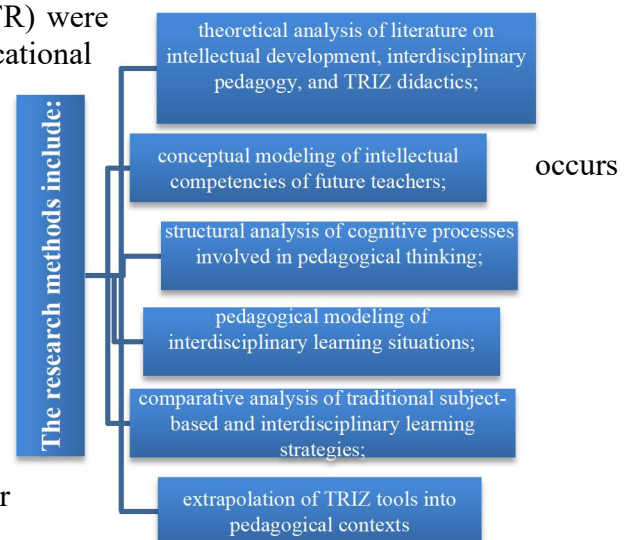 TR) were
cational
The research methods include:
theoretical analysis of literature on
intellectual development, interdisciplinary
pedagogy, and TRIZ didactics;
conceptual modeling of intellectual
competencies of future teachers;
occurs
structural analysis of cognitive processes
involved in pedagogical thinking;
pedagogical modeling of
interdisciplinary learning situations;
comparative analysis of traditional subject-
based and interdisciplinary learning
strategies;
r
extrapolation of TRIZ tools into
pedagogical contexts